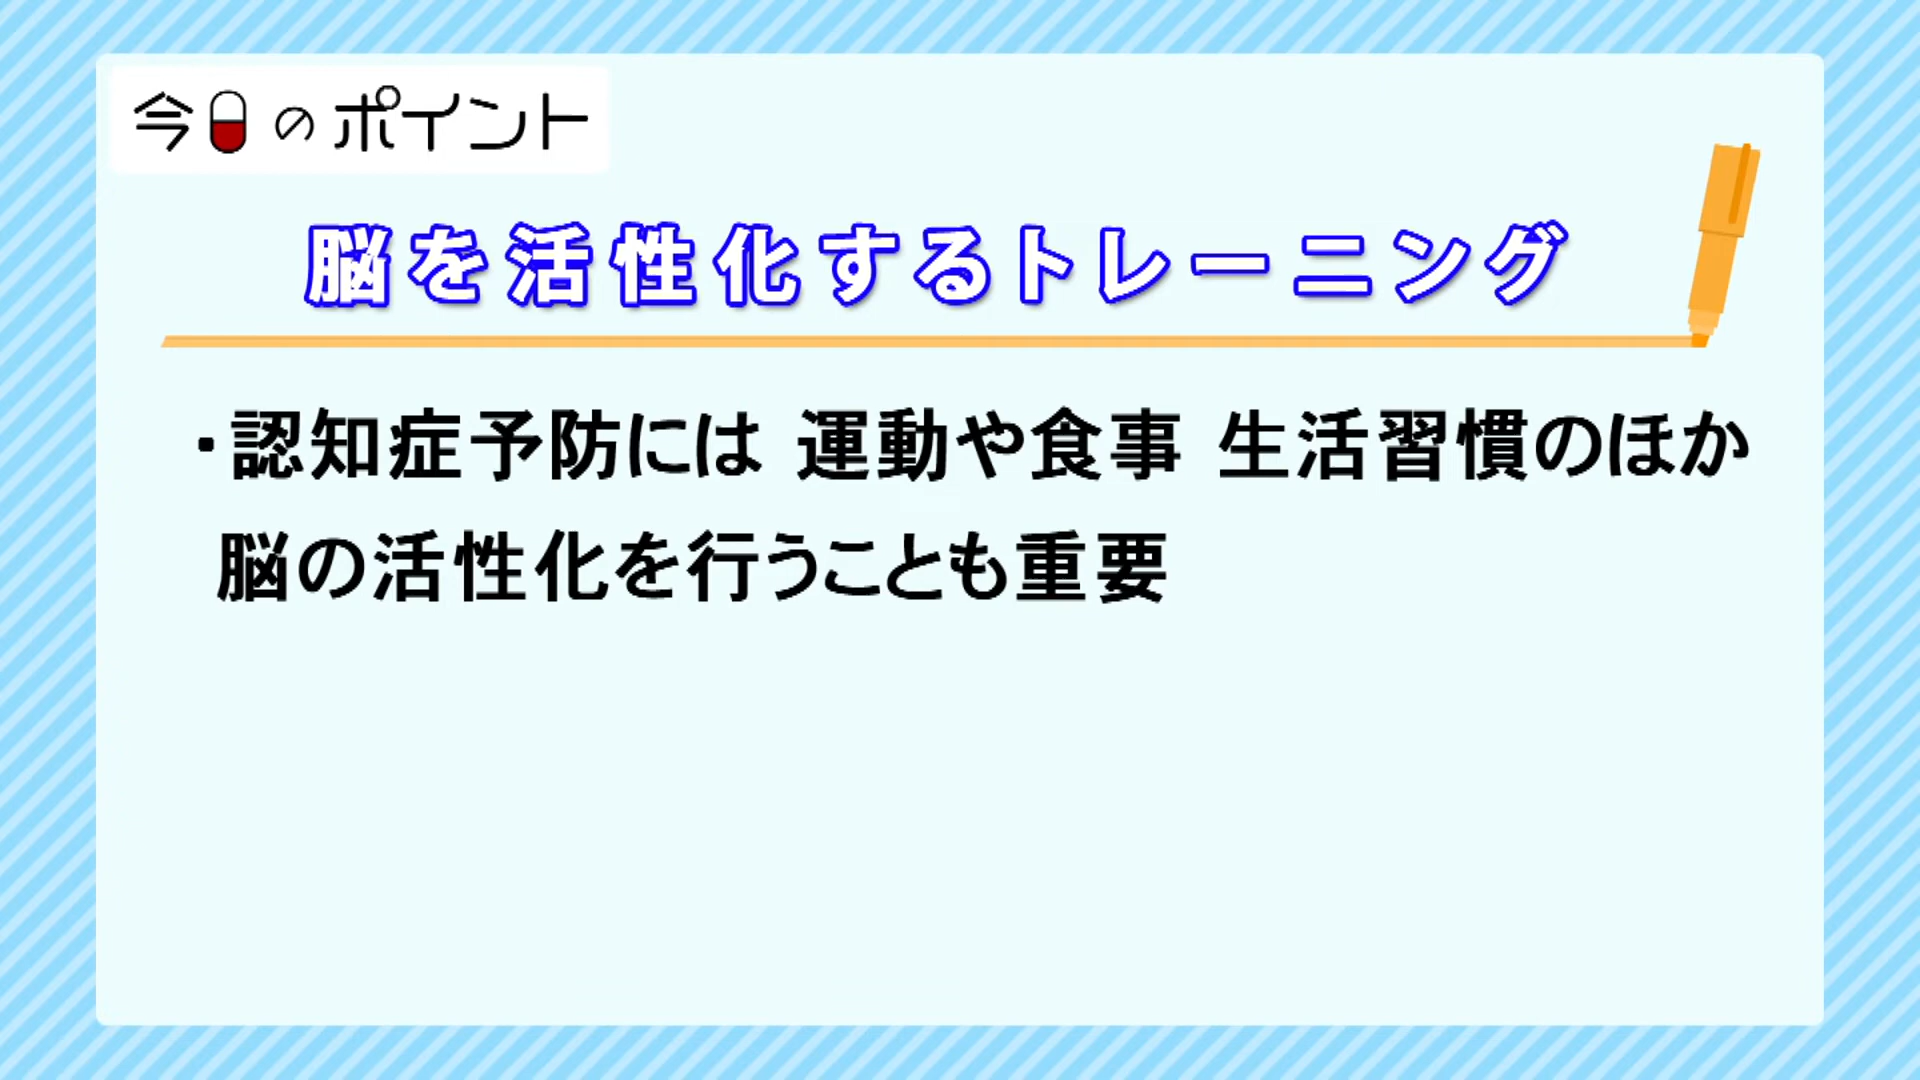 今日のポイント
脳を活性化するトレーニング
・認知症予防には 運動や食事 生活習慣のほか
脳の活性化を行うことも重要